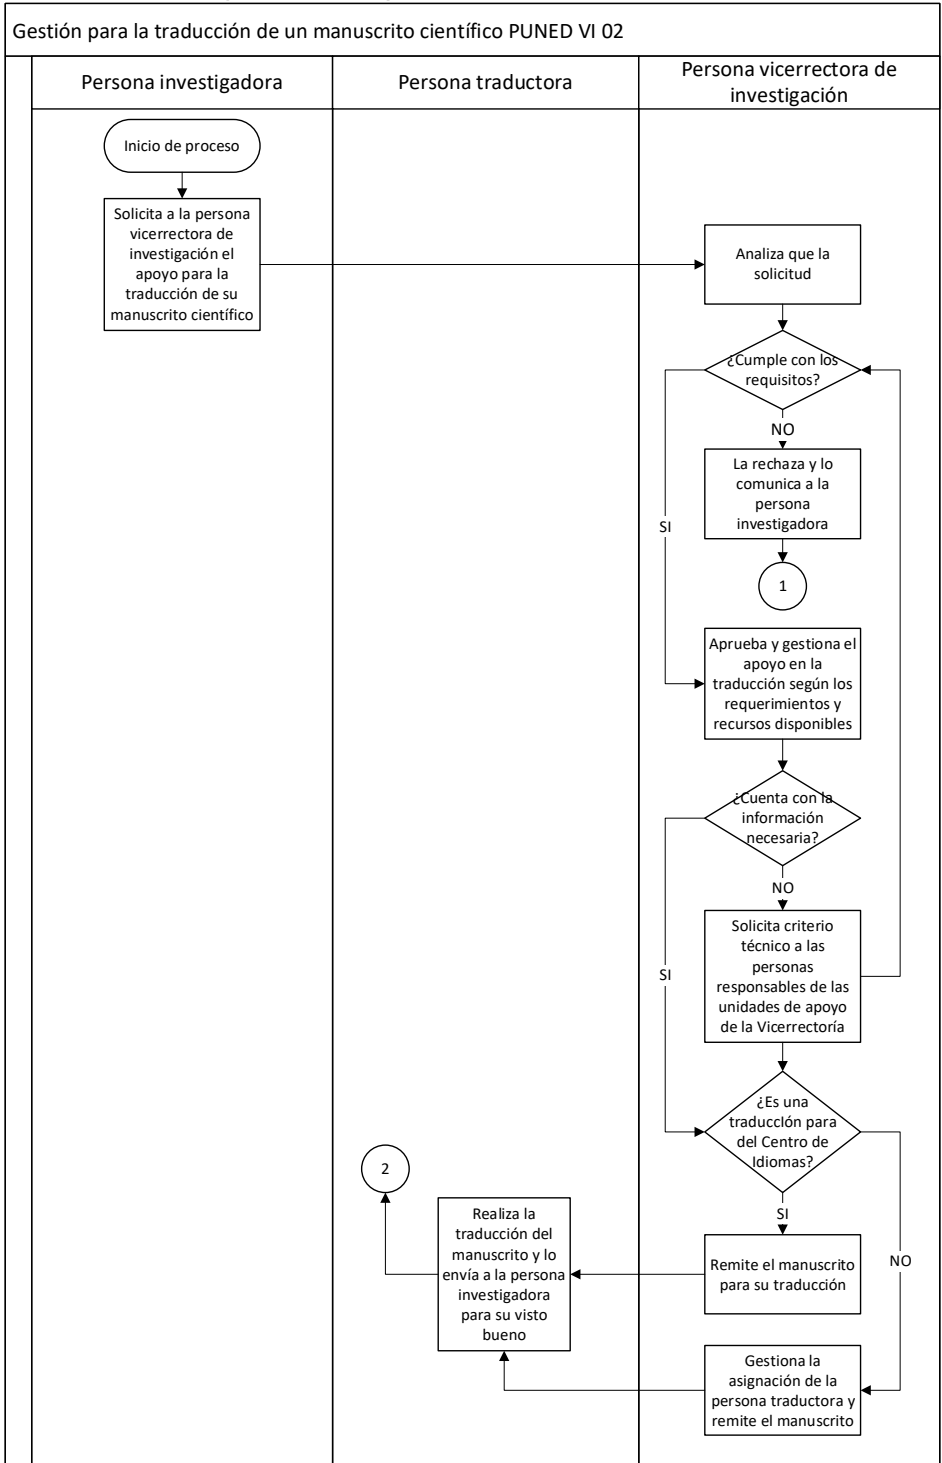 Gestión para la traducción de un manuscrito científico PUNED VI 02
Persona investigadora
Persona traductora
Persona vicerrectora de
investigación
Inicio de proceso
Solicita a la persona
vicerrectora de
investigación el
apoyo para la
traducción de su
manuscrito científico
Analiza que la
solicitud
¿Cumple con los
requisitos?
NO
La rechaza y lo
comunica a la
persona
investigadora
SI
1
Aprueba y gestiona el
apoyo en la
traducción según los
requerimientos y
recursos disponibles
¿Cuenta con la
información
necesaria?
NO
Solicita criterio
técnico a las
personas
responsables de las
unidades de apoyo
de la Vicerrectoría
SI
¿Es una
traducción para
del Centro de
Idiomas?
2
SI
NO
Realiza la
traducción del
manuscrito y lo
envía a la persona
investigadora
para su visto
bueno
Remite el manuscrito
para su traducción
Gestiona la
asignación de la
persona traductora y
remite el manuscrito